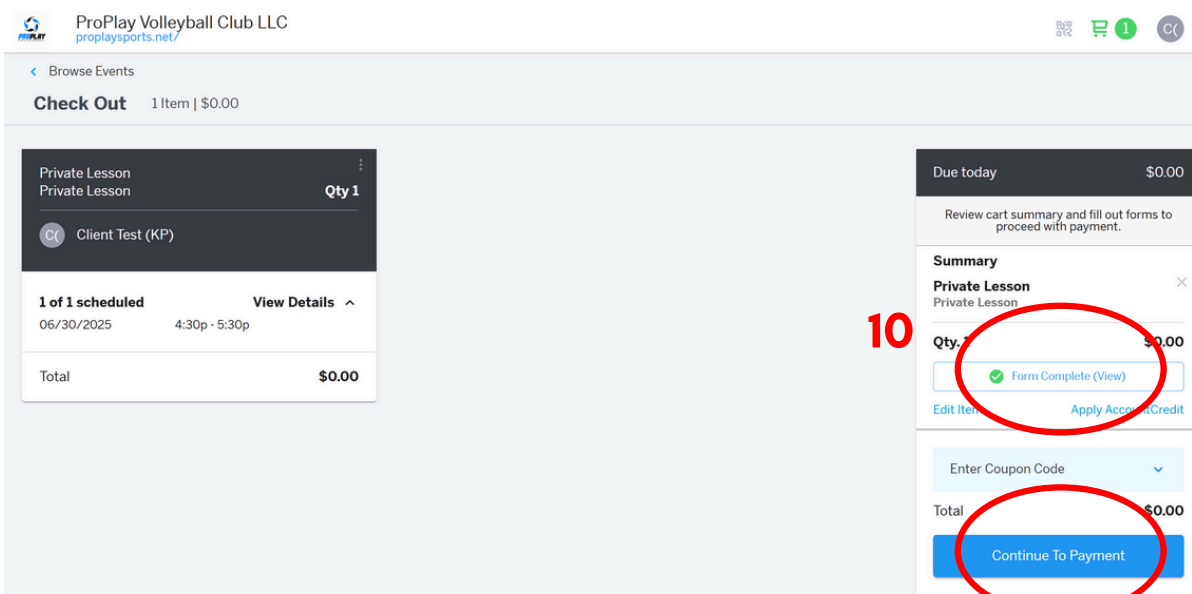 PROPLAY
ProPlay Volleyball Club LLC
proplaysports.net/
1
C(
Browse Events
Check Out 1 Item | $0.00
Private Lesson
Private Lesson Qty 1
C( Client Test (KP)
1 of 1 scheduled View Details
06/30/2025 4:30p - 5:30p
Total $0.00
Due today $0.00
Review cart summary and fill out forms to
proceed with payment.
Summary
Private Lesson
Private Lesson
10
Qty. $0.00
Form Complete (View)
Edit Item Apply AccountCredit
Enter Coupon Code
Total $0.00
Continue To Payment